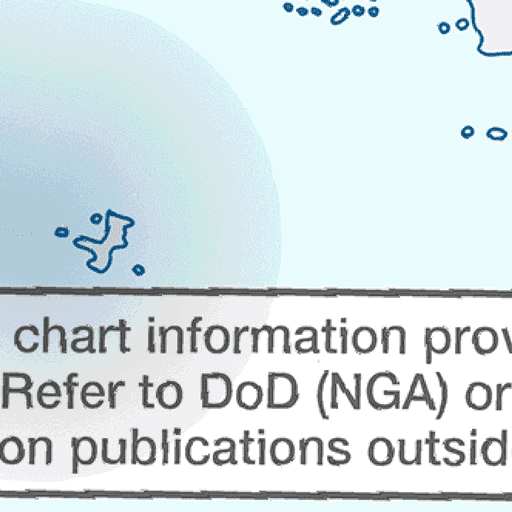 chart information prov
Refer to DoD (NGA) or
on publications outsid